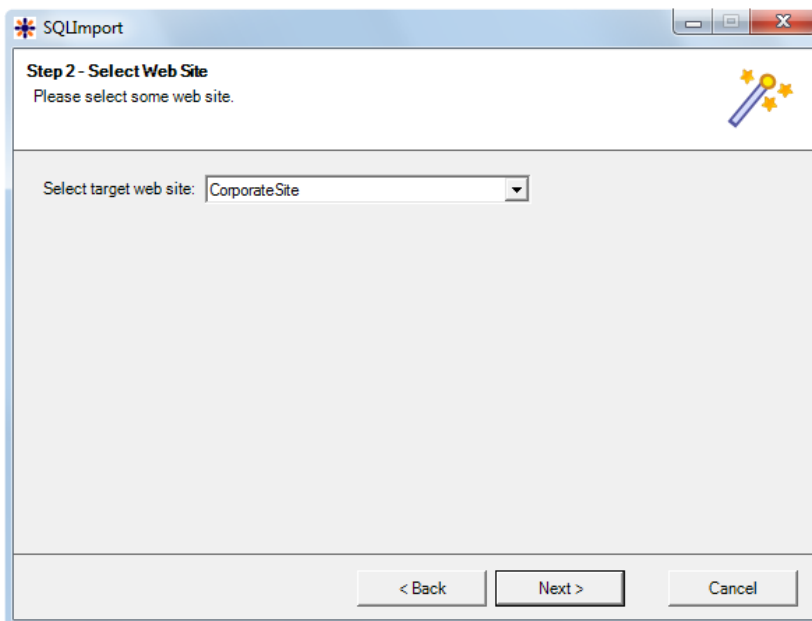 SQLImport
Step 2 - Select Web Site
Please select some web site.
Select target web site: CorporateSite
< Back Next > Cancel